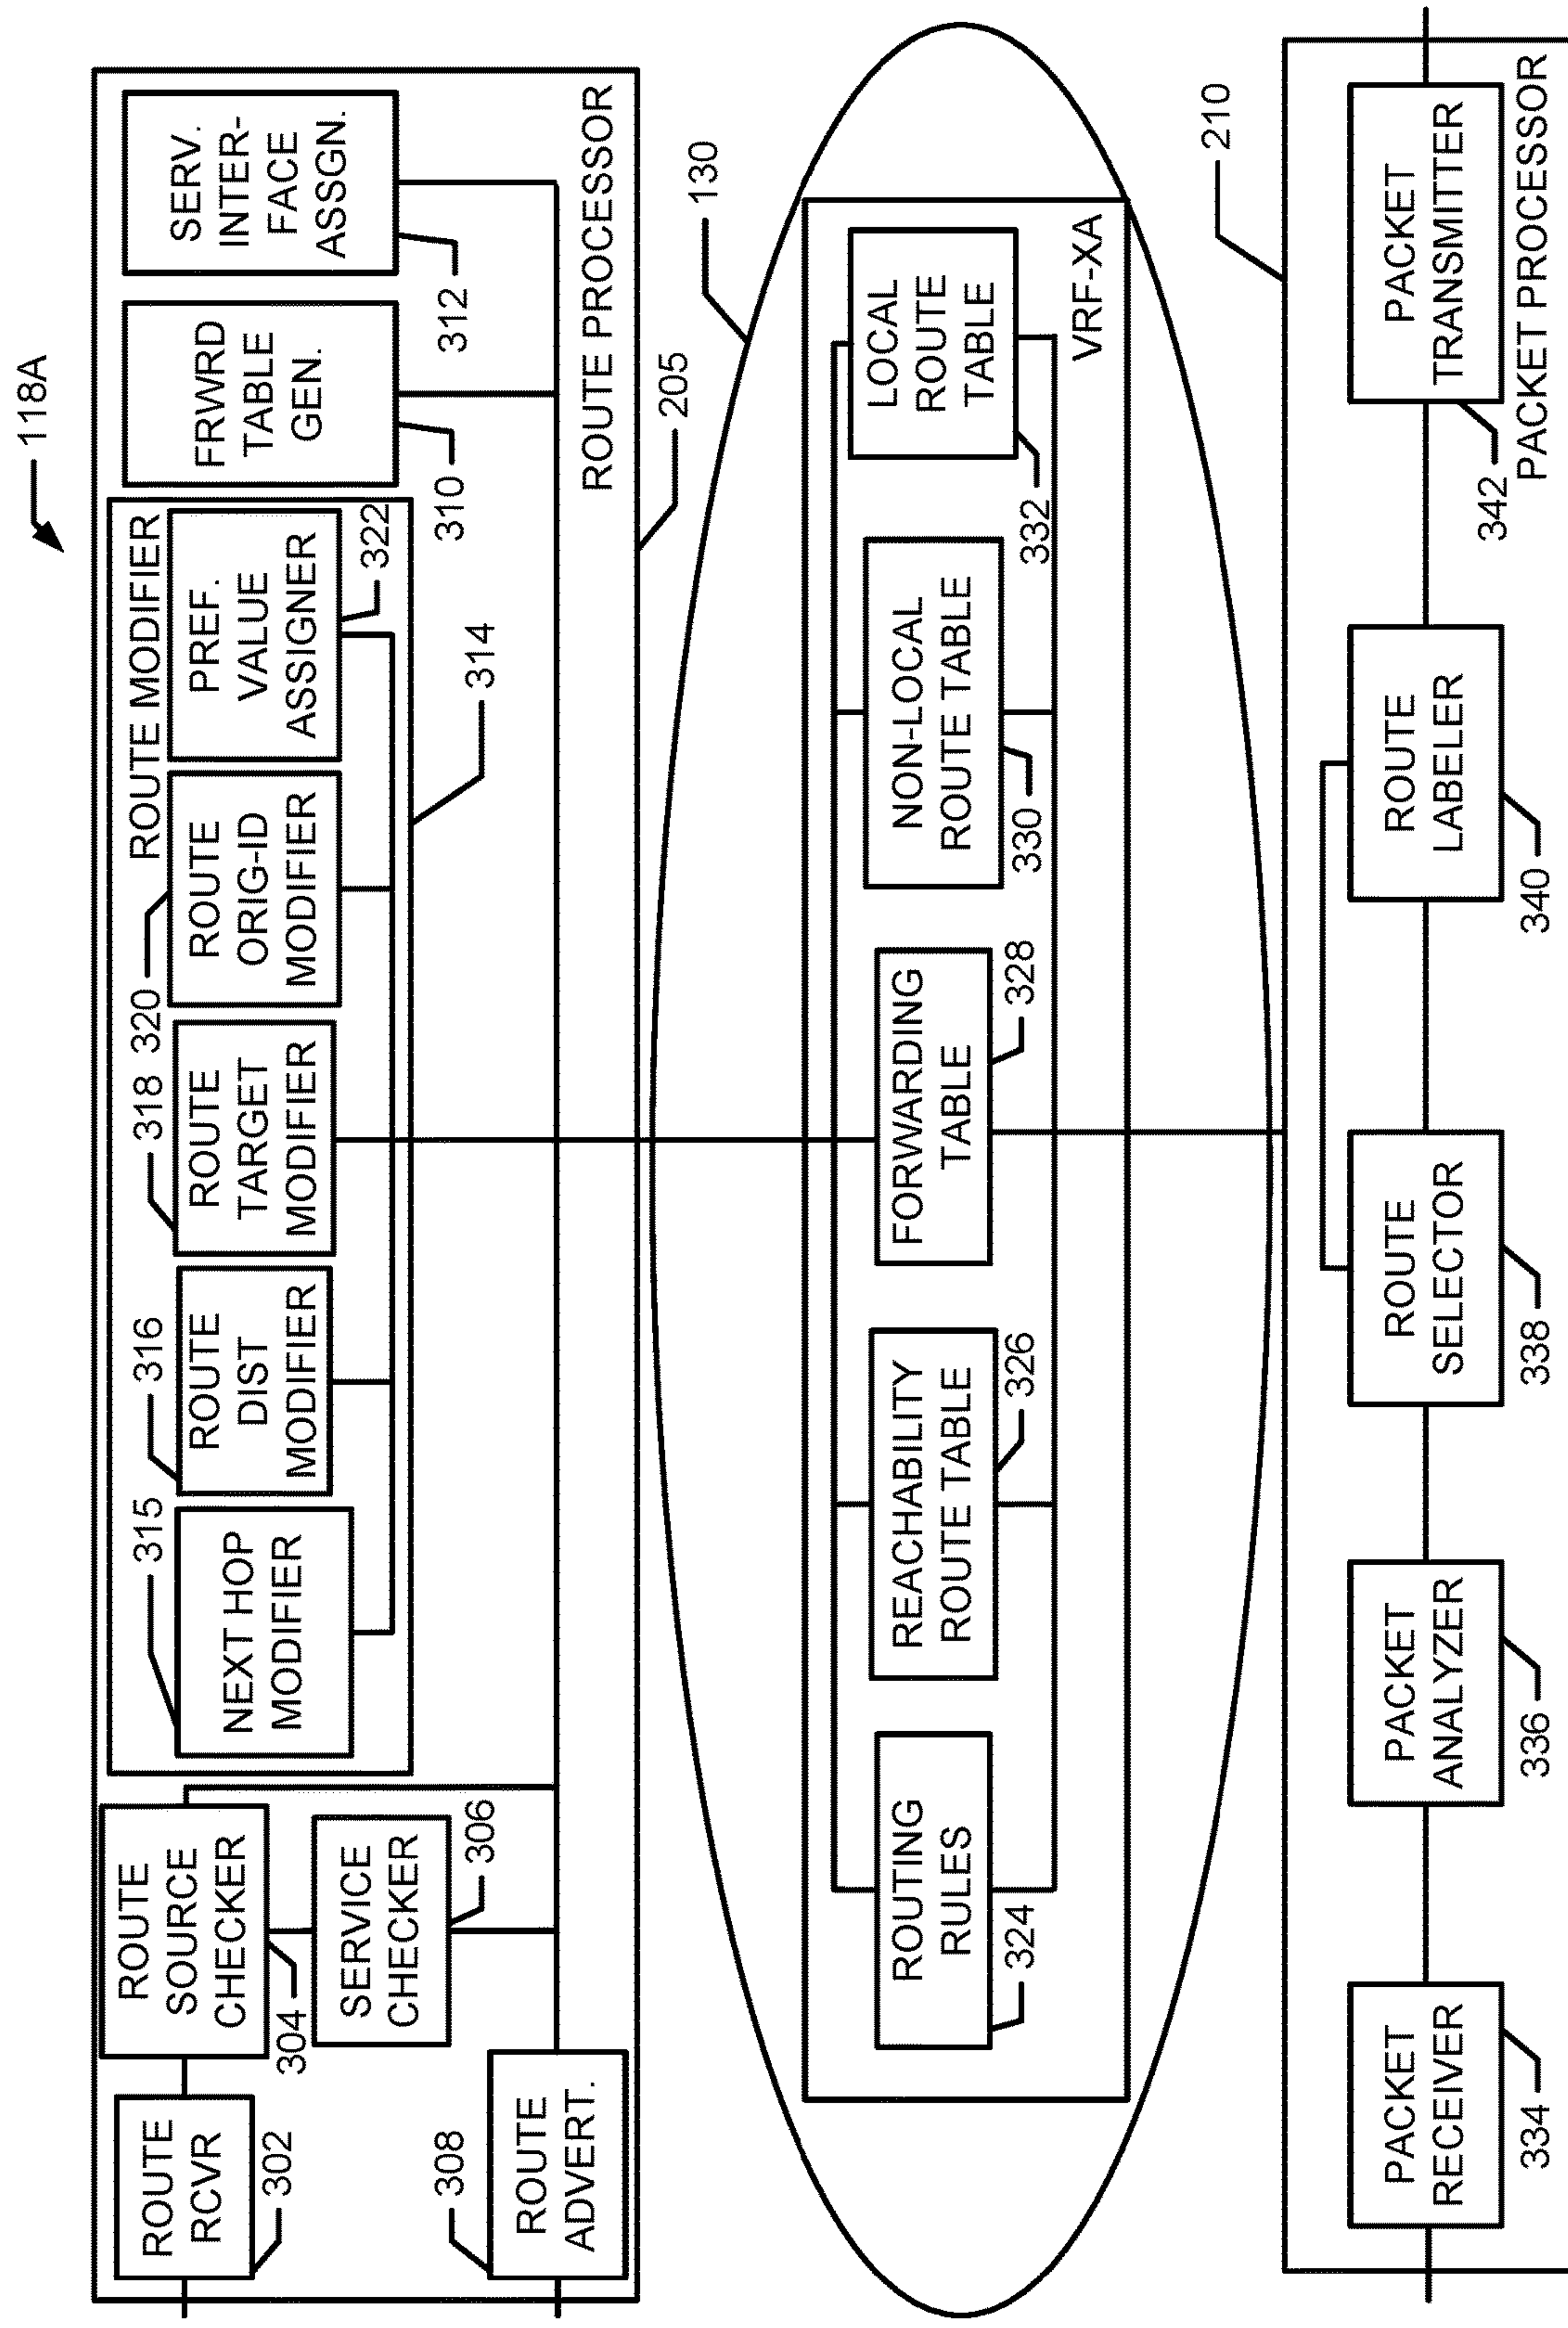 118A
ROUTE
RCVR
302
ROUTE
SOURCE
CHECKER
304
SERVICE
CHECKER
306
308
ROUTE
ADVERT.
ROUTE MODIFIER
315
NEXT HOP
MODIFIER
316
ROUTE
DIST
MODIFIER
318
ROUTE
TARGET
MODIFIER
320
ROUTE
ORIG-ID
MODIFIER
PREF.
VALUE
ASSIGNER
322
314
FRWRD
TABLE
GEN.
310
SERV.
INTER-
FACE
ASSGN.
312
ROUTE PROCESSOR
205
130
ROUTING
RULES
324
REACHABILITY
ROUTE TABLE
326
FORWARDING
TABLE
328
NON-LOCAL
ROUTE TABLE
330
LOCAL
ROUTE
TABLE
332
VRF-XA
210
PACKET
RECEIVER
334
PACKET
ANALYZER
336
ROUTE
SELECTOR
338
ROUTE
LABELER
340
PACKET
TRANSMITTER
342
PACKET PROCESSOR